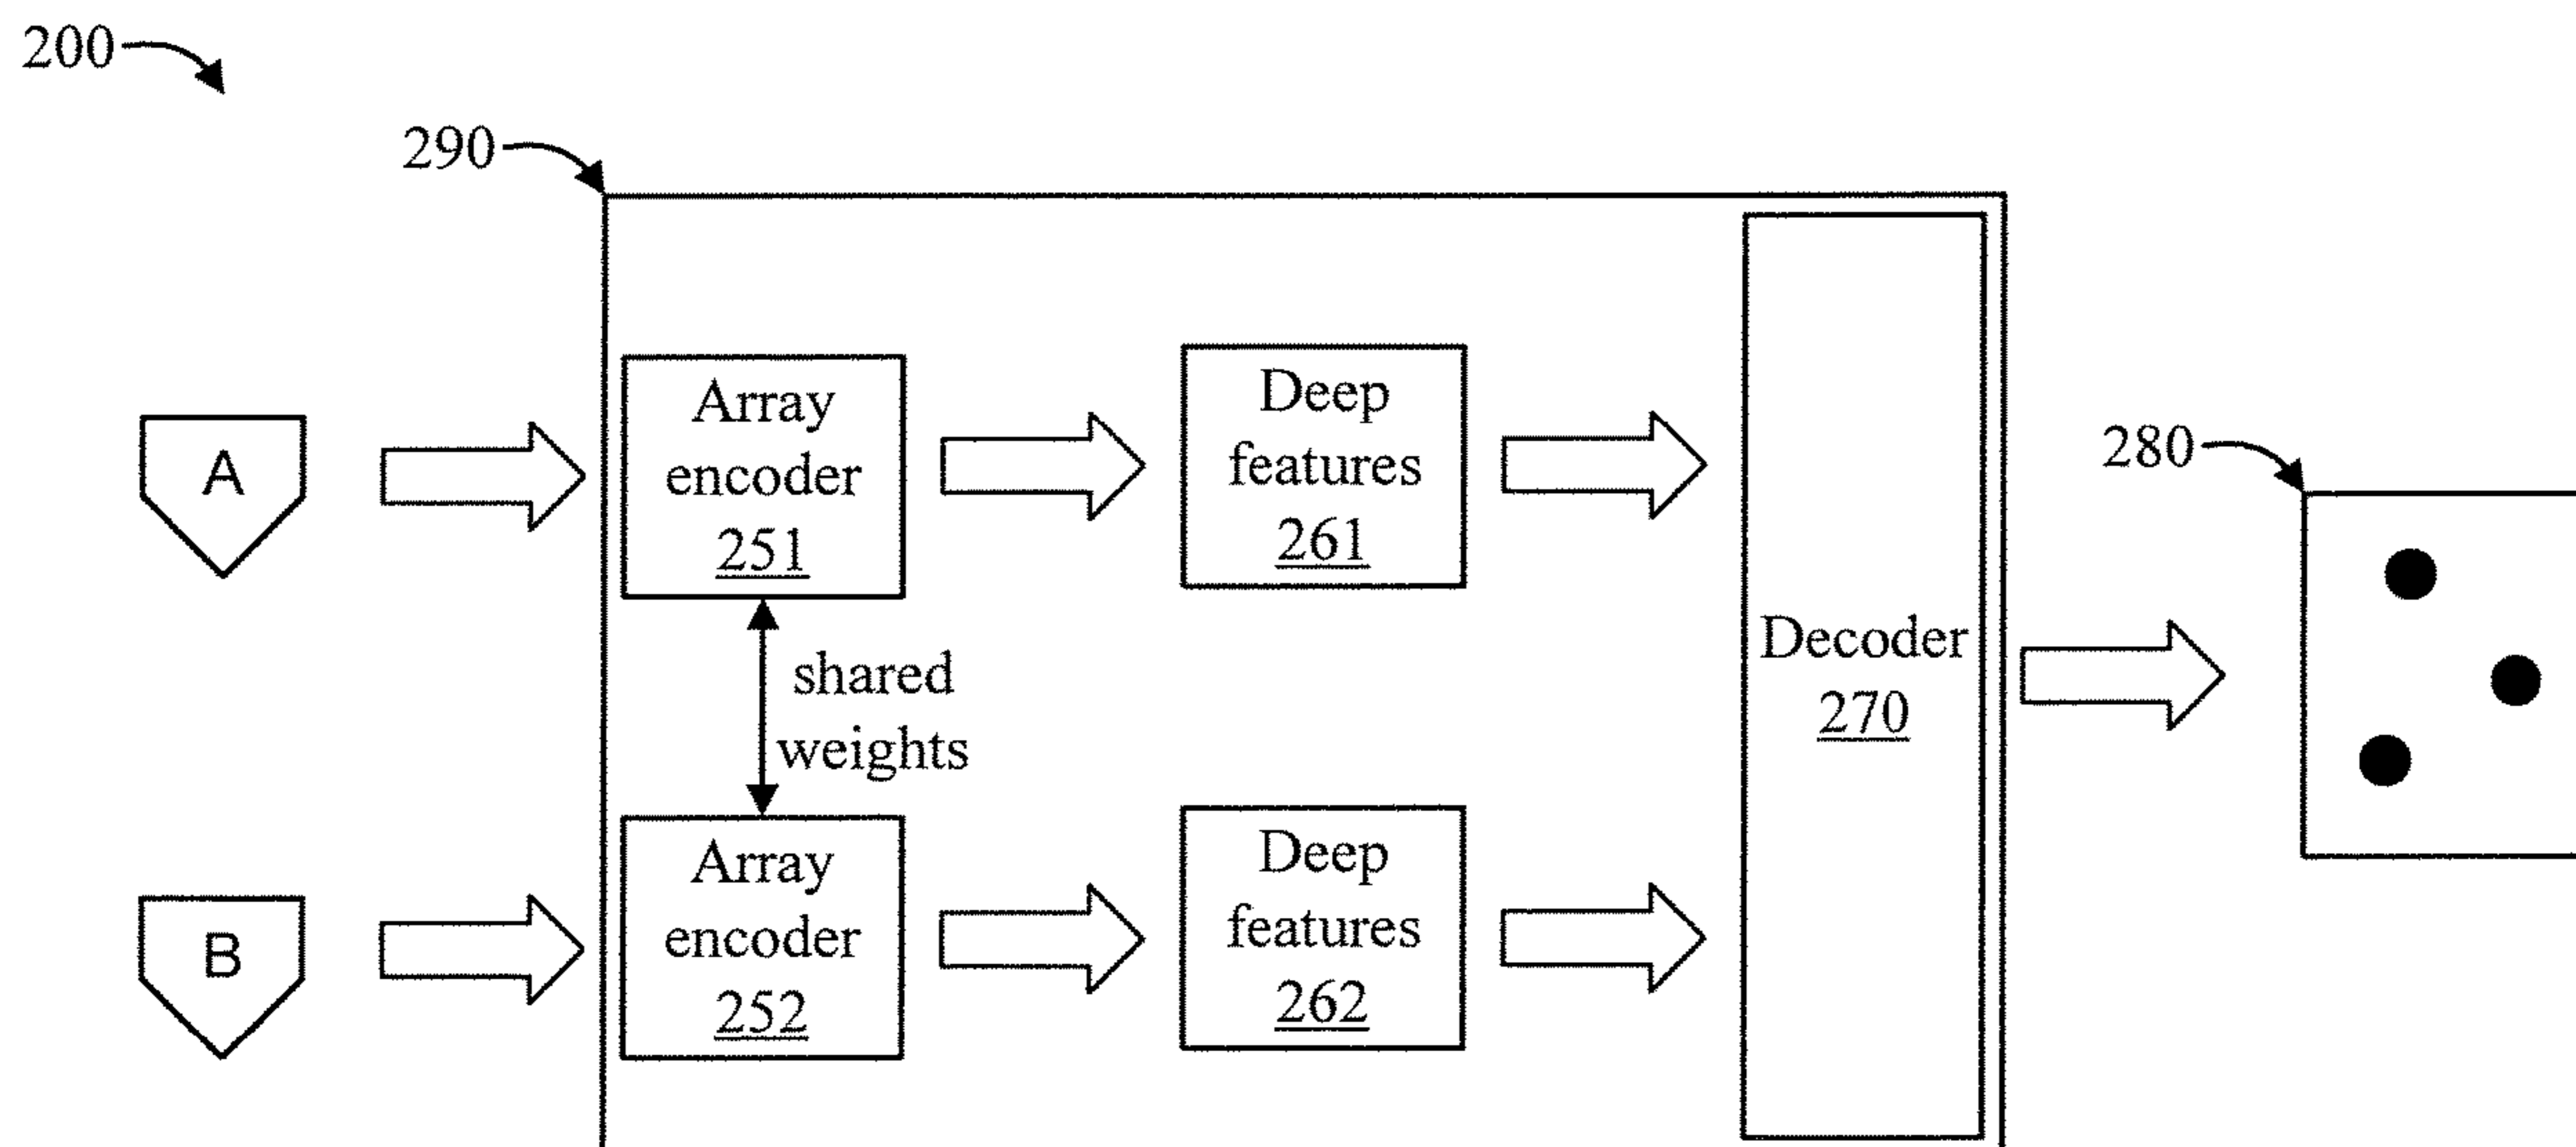 200
290
A
Array
encoder
251
Deep
features
261
280
shared
weights
Decoder
270
B
Array
encoder
252
Deep
features
262